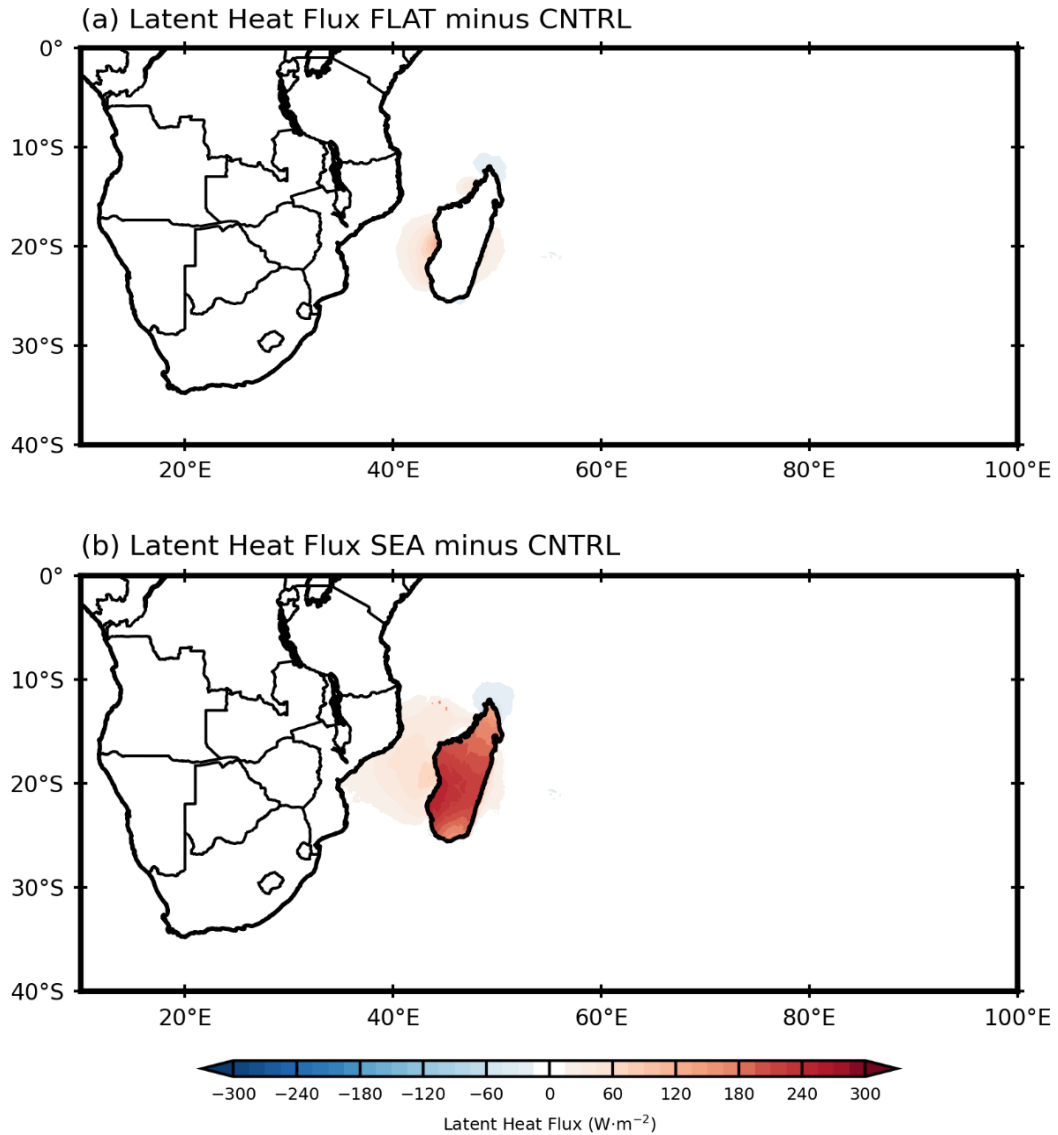 (a) Latent Heat Flux FLAT minus CNTRL
0°
10°S
20°S
30°S
40°S
20°E 40°E 60°E 80°E 100°E
(b) Latent Heat Flux SEA minus CNTRL
0°
10°S
20°S
30°S
40°S
20°E 40°E 60°E 80°E 100°E
−300 −240 −180 −120 −60 0 60 120 180 240 300
Latent Heat Flux (W·m⁻²)